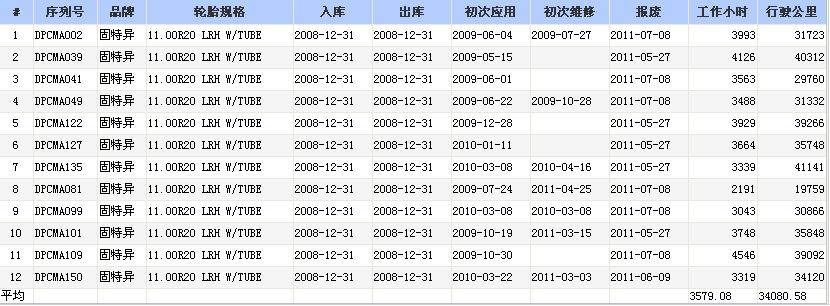 # 序列号 品牌 轮胎规格 入库 出库 初次应用 初次维修 报废 工作小时 行驶公里
1 DPCMA002 固特异 11.00R20 LRH W/TUBE 2008-12-31 2008-12-31 2009-06-04 2009-07-27 2011-07-08 3993 31723
2 DPCMA039 固特异 11.00R20 LRH W/TUBE 2008-12-31 2008-12-31 2009-05-15 2011-05-27 4126 40312
3 DPCMA041 固特异 11.00R20 LRH W/TUBE 2008-12-31 2008-12-31 2009-06-01 2011-07-08 3563 29760
4 DPCMA049 固特异 11.00R20 LRH W/TUBE 2008-12-31 2008-12-31 2009-06-22 2009-10-28 2011-07-08 3488 31332
5 DPCMA122 固特异 11.00R20 LRH W/TUBE 2008-12-31 2008-12-31 2009-12-28 2011-05-27 3929 39266
6 DPCMA127 固特异 11.00R20 LRH W/TUBE 2008-12-31 2008-12-31 2010-01-11 2011-05-27 3664 35748
7 DPCMA135 固特异 11.00R20 LRH W/TUBE 2008-12-31 2008-12-31 2010-03-08 2010-04-16 2011-05-27 3339 41141
8 DPCMA081 固特异 11.00R20 LRH W/TUBE 2008-12-31 2008-12-31 2009-07-24 2011-04-25 2011-07-08 2191 19759
9 DPCMA099 固特异 11.00R20 LRH W/TUBE 2008-12-31 2008-12-31 2010-03-08 2010-03-08 2011-07-08 3043 30866
10 DPCMA101 固特异 11.00R20 LRH W/TUBE 2008-12-31 2008-12-31 2009-10-19 2011-03-15 2011-05-27 3748 35848
11 DPCMA109 固特异 11.00R20 LRH W/TUBE 2008-12-31 2008-12-31 2009-10-30 2011-07-08 4546 39092
12 DPCMA150 固特异 11.00R20 LRH W/TUBE 2008-12-31 2008-12-31 2010-03-22 2011-03-03 2011-06-09 3319 34120
平均 3579.08 34080.58